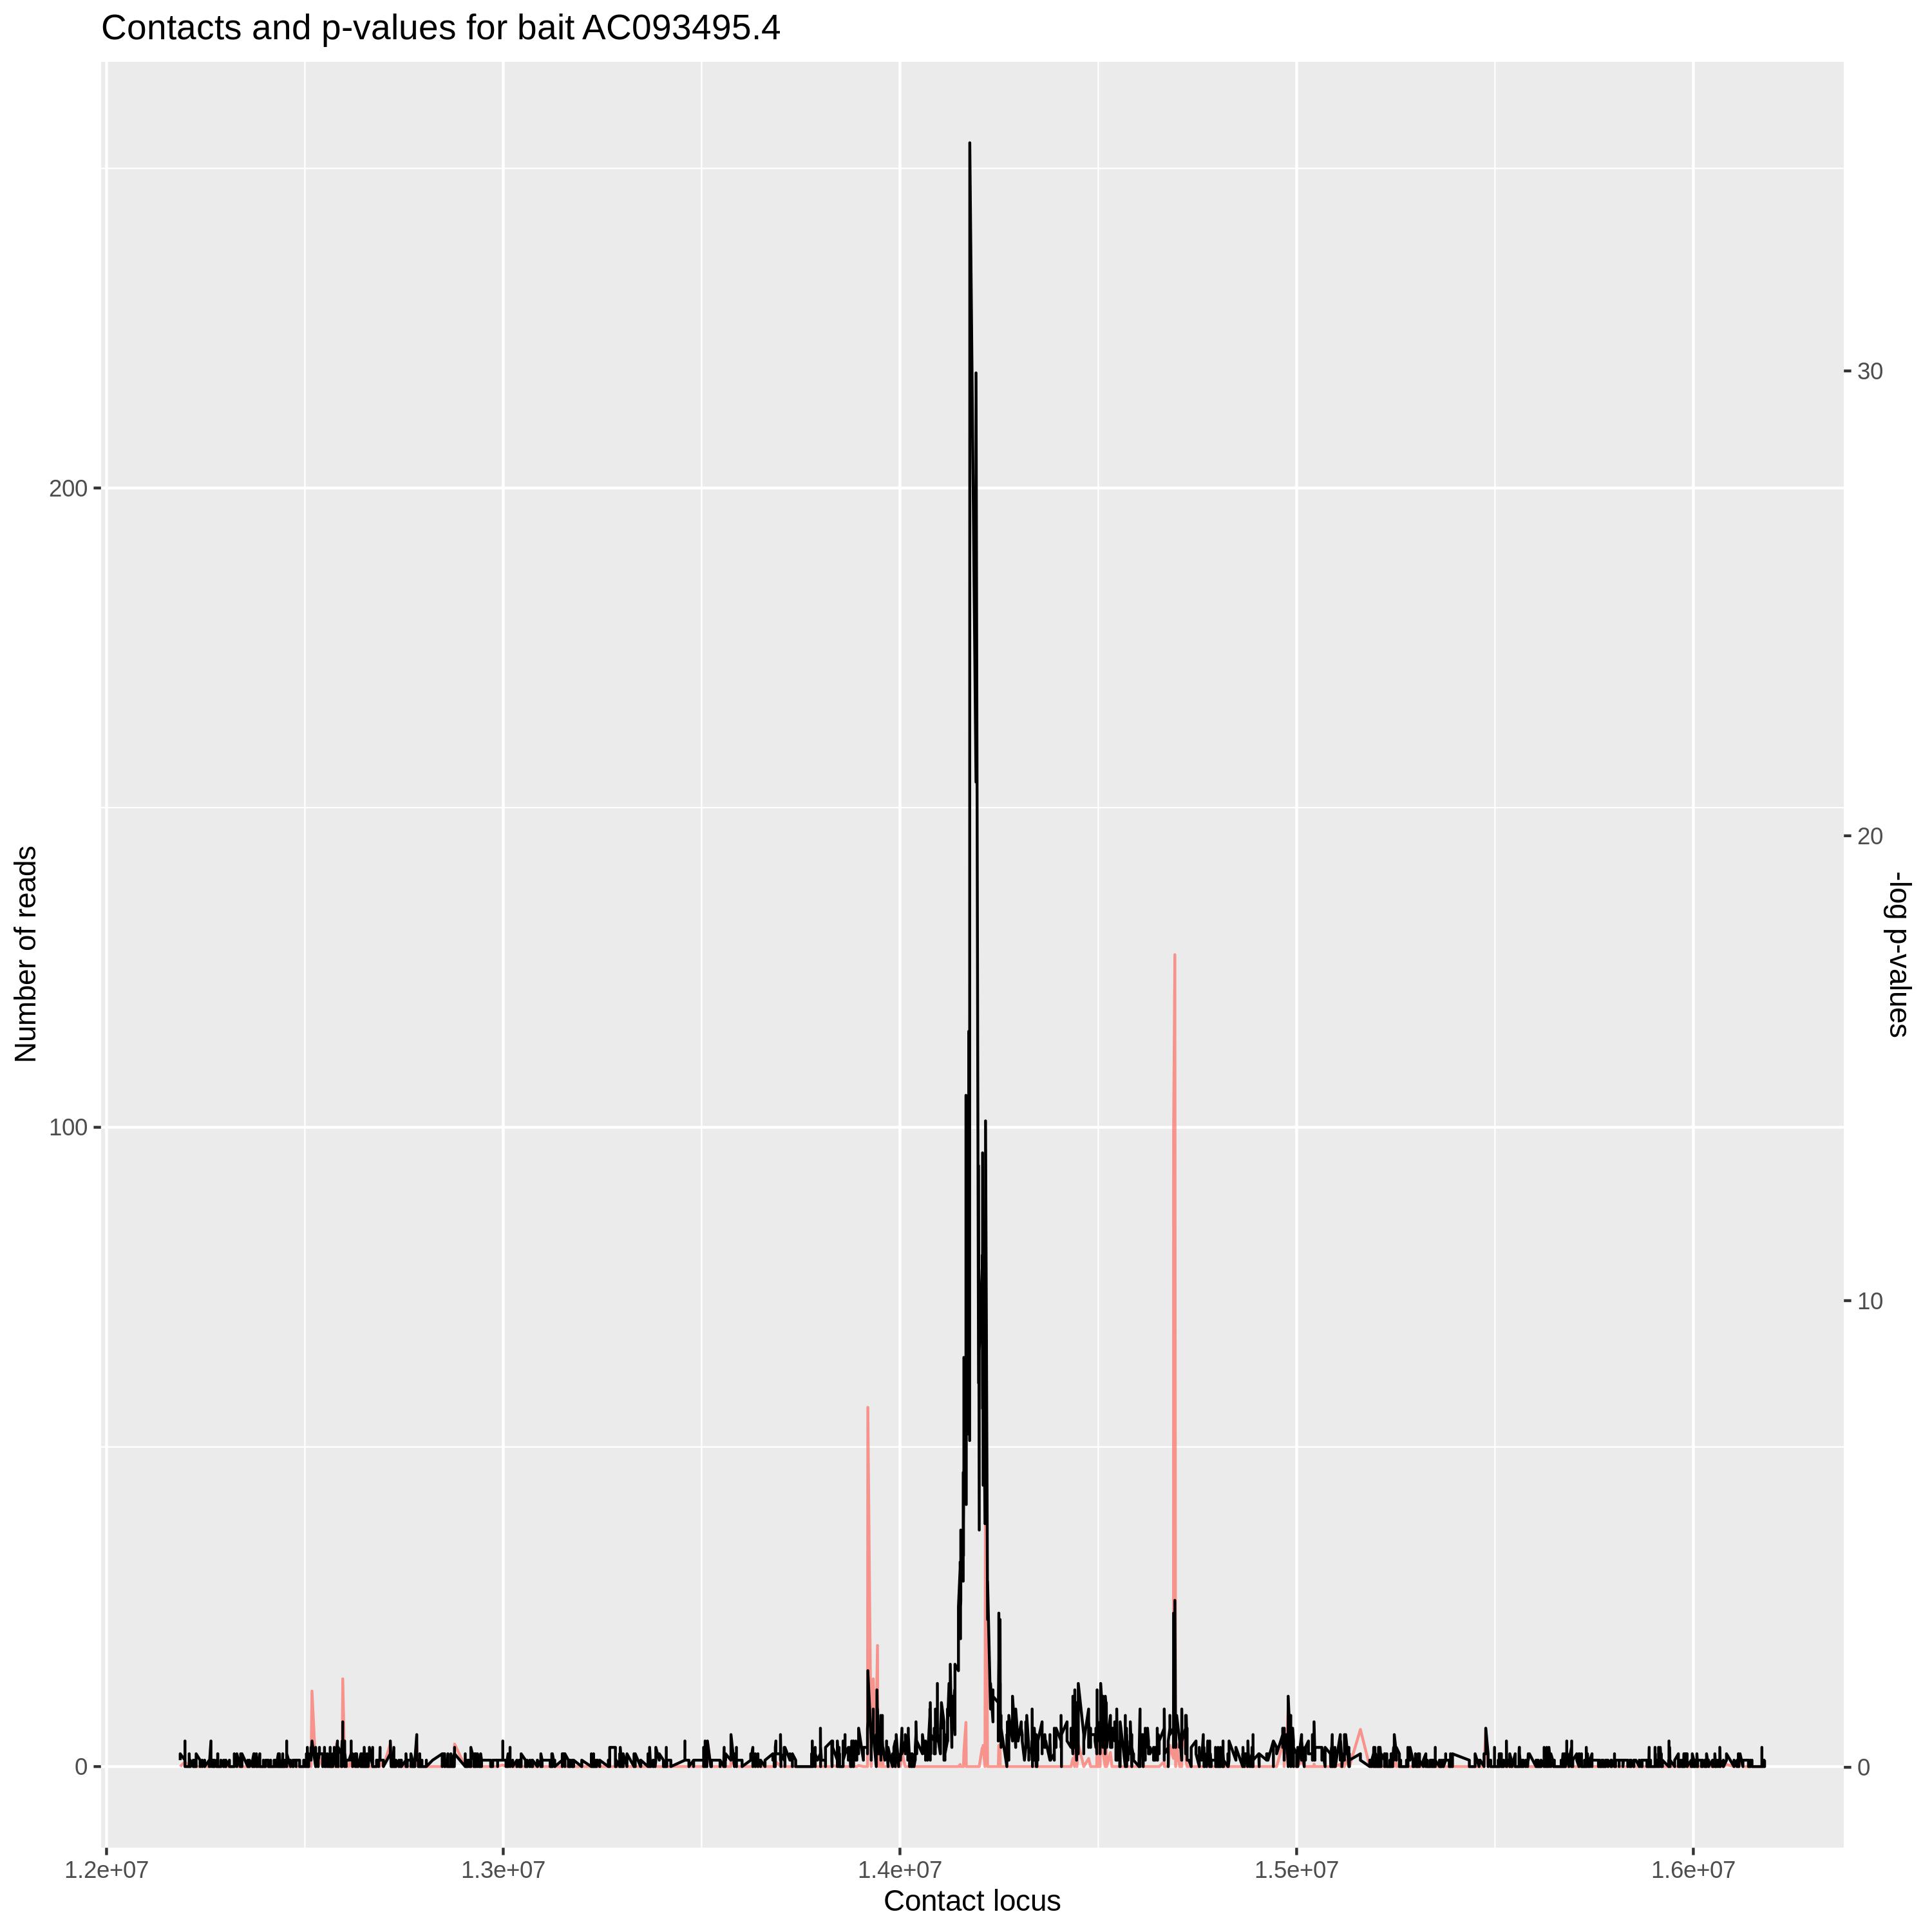 Contacts and p-values for bait AC093495.4
200
100
0
Number of reads
30
20
10
0
-log p-values
1.2e+07
1.3e+07
1.4e+07
1.5e+07
1.6e+07
Contact locus